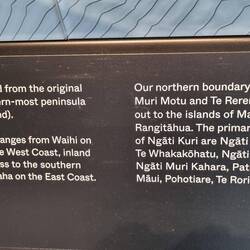 d from the original
rn-most peninsula
nd).
anges from Waihi on
e West Coast, inland
ss to the southern
aha on the East Coast.
Our northern boundary
Muri Motu and Te Rere
out to the islands of Ma
Rangitāhua. The primar
of Ngāti Kuri are Ngāti
Te Whakakōhatu, Ngāti
Ngāti Muri Kahara, Pat
Māui, Pohotiare, Te Rori